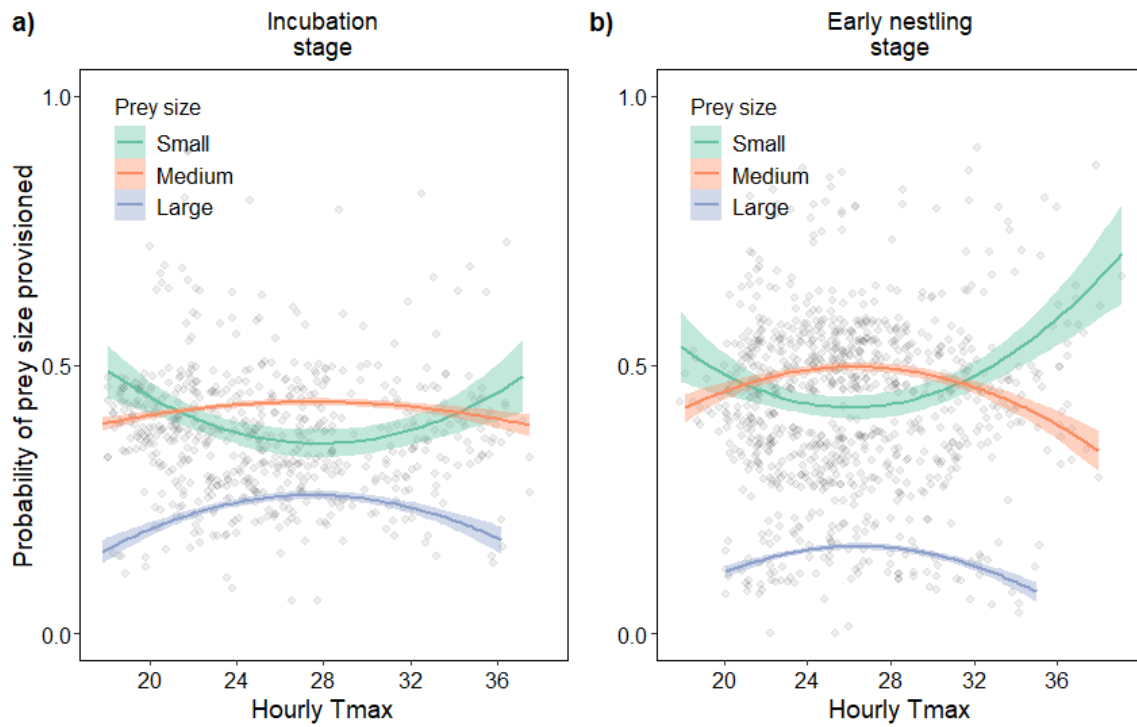 a)
Incubation
stage
Probability of prey size provisioned
1.0
0.5
0.0
Prey size
Small
Medium
Large
20 24 28 32 36
Hourly Tmax
b)
Early nestling
stage
1.0
0.5
0.0
Prey size
Small
Medium
Large
20 24 28 32 36
Hourly Tmax